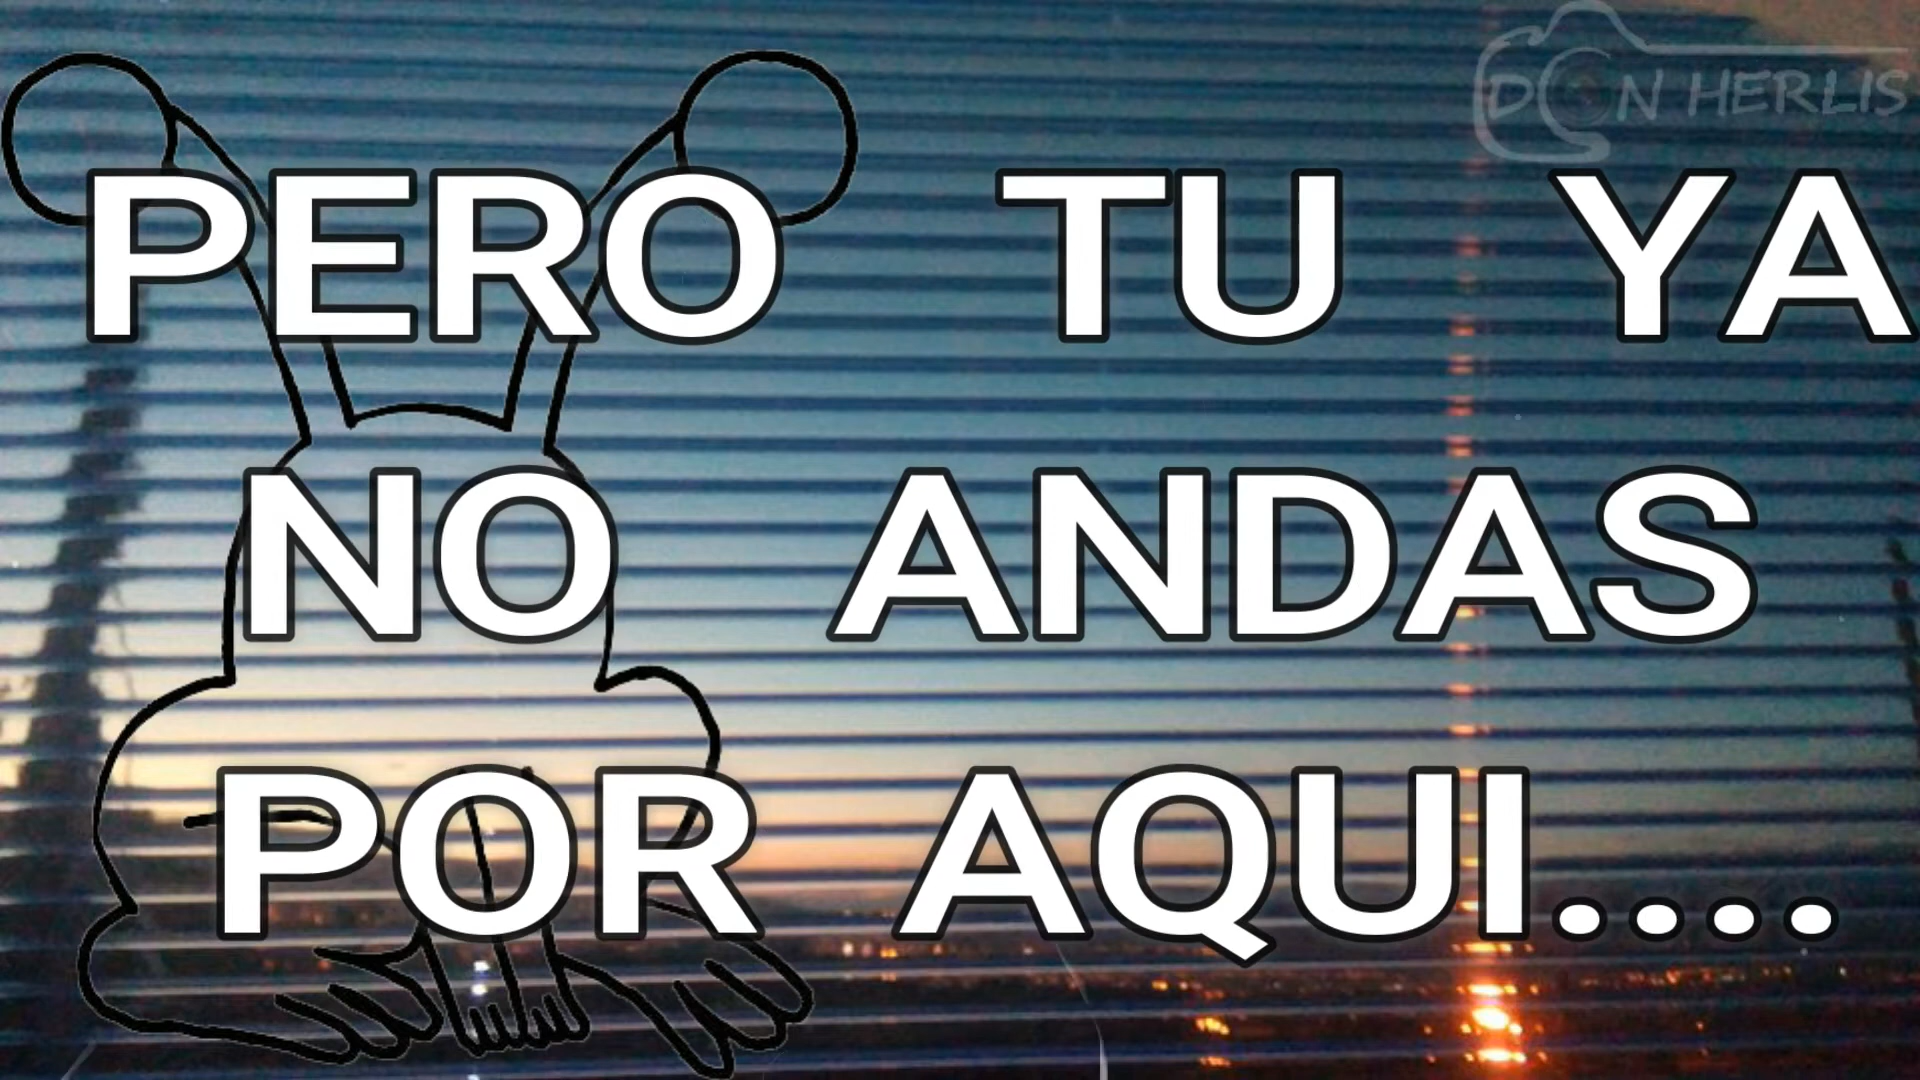 DON HERLIS
PERO TU YA
NO ANDAS
POR AQUI....